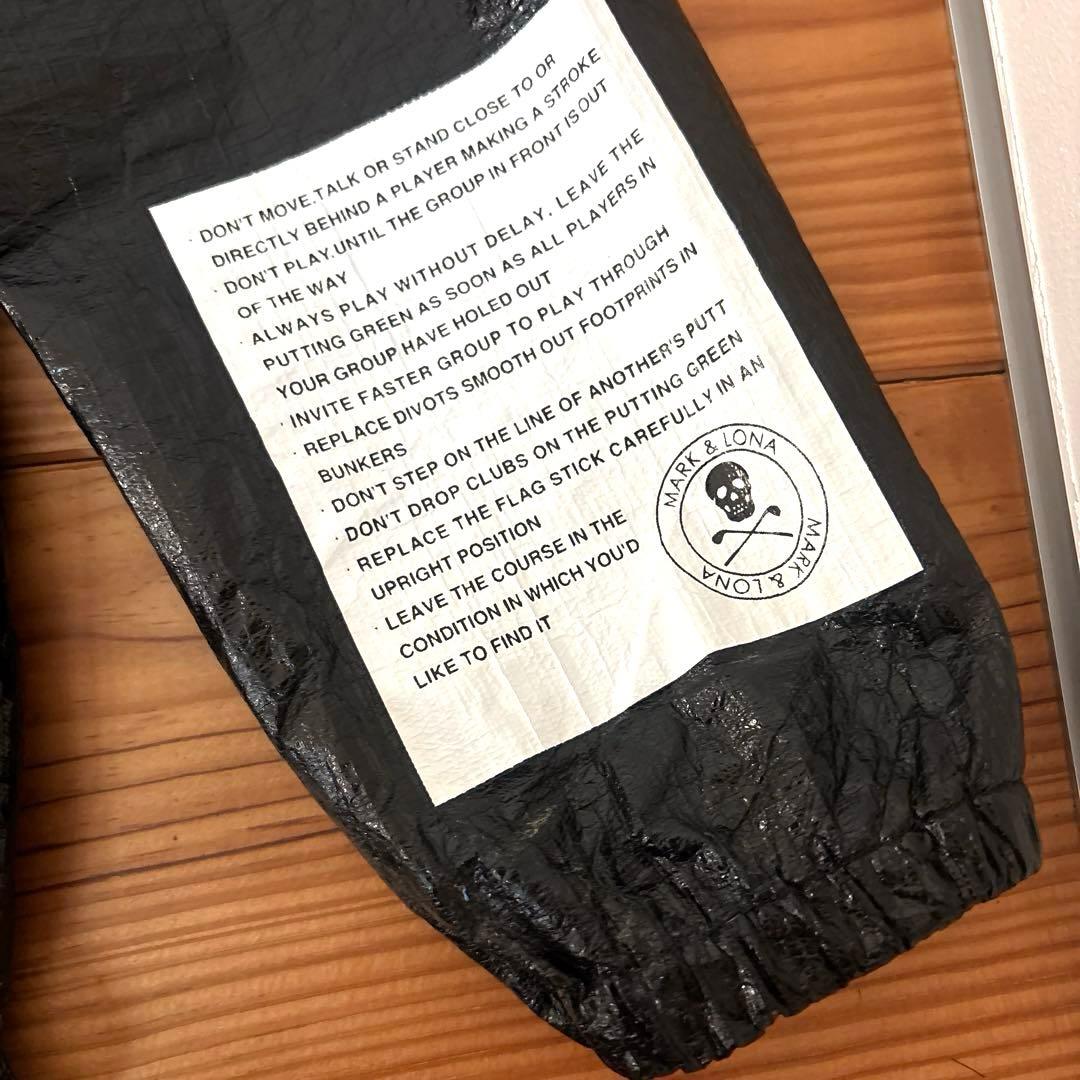 · DON'T MOVE.TALK OR STAND CLOSE TO OR
DIRECTLY BEHIND A PLAYER MAKING A STROKE
· DON'T PLAY.UNTIL THE GROUP IN FRONT IS OUT
OF THE WAY
· ALWAYS PLAY WITHOUT DELAY. LEAVE THE
PUTTING GREEN AS SOON AS ALL PLAYERS IN
YOUR GROUP HAVE HOLED OUT
· INVITE FASTER GROUP TO PLAY THROUGH
· REPLACE DIVOTS SMOOTH OUT FOOTPRINTS IN
BUNKERS
· DON'T STEP ON THE LINE OF ANOTHER'S PUTT
· DON'T DROP CLUBS ON THE PUTTING GREEN
· REPLACE THE FLAG STICK CAREFULLY IN AN
UPRIGHT POSITION
· LEAVE THE COURSE IN THE
CONDITION IN WHICH YOU'D
LIKE TO FIND IT
MARK & LONA
MARK & LONA